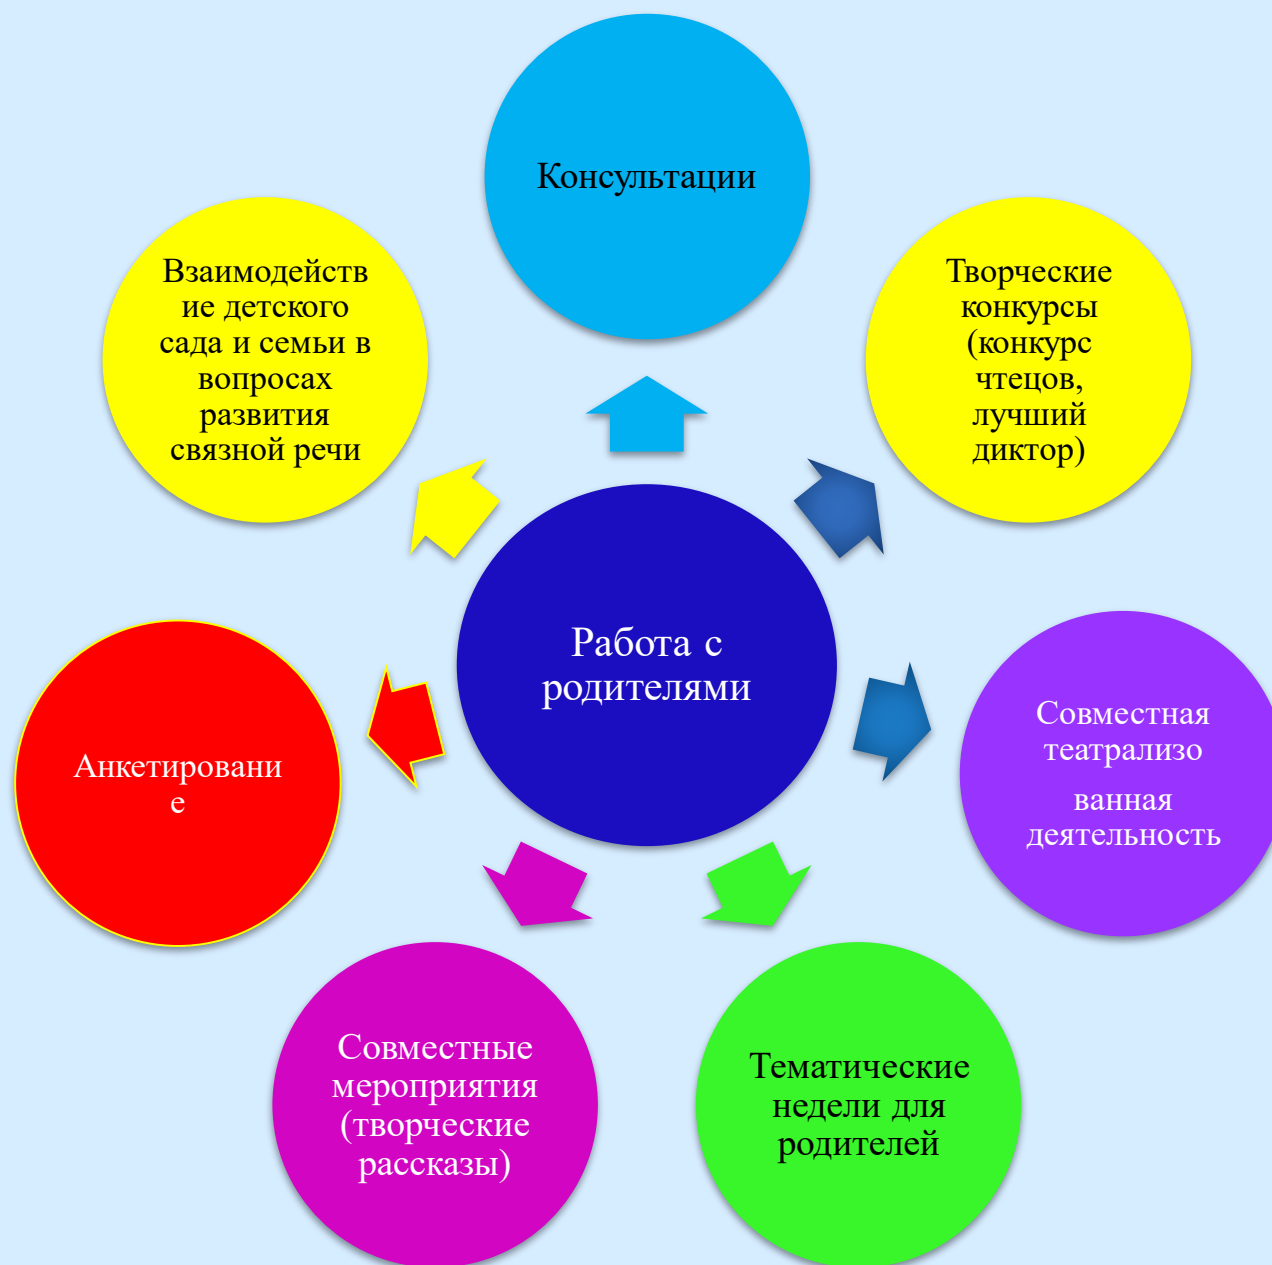 Консультации
Творческие
конкурсы
(конкурс
чтецов,
лучший
диктор)
Совместная
театрализо
ванная
деятельность
Тематические
недели для
родителей
Совместные
мероприятия
(творческие
рассказы)
Анкетировани
е
Взаимодейств
ие детского
сада и семьи в
вопросах
развития
связной речи
Работа с
родителями